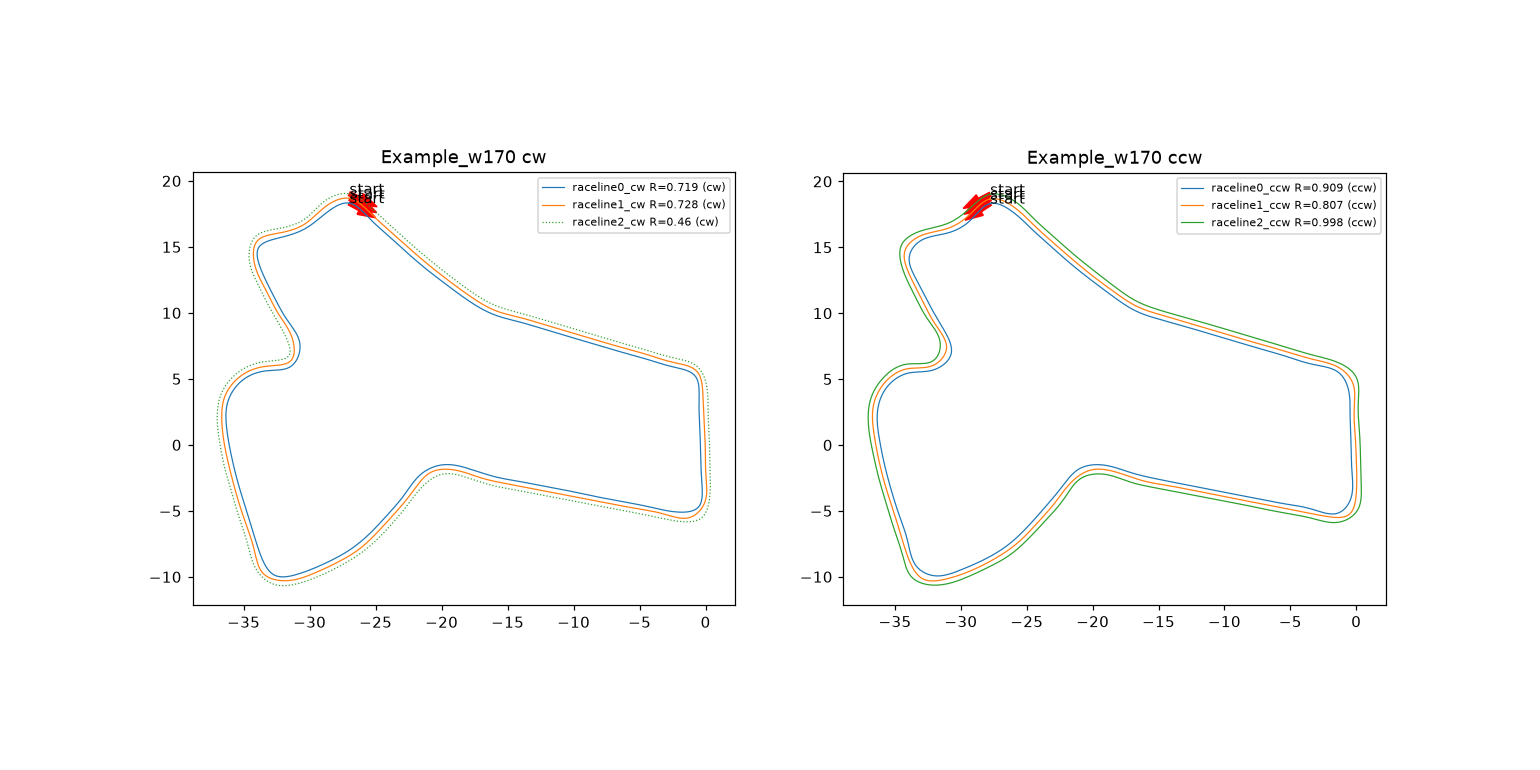 Example_w170 cw
raceline0_cw R=0.719 (cw)
raceline1_cw R=0.728 (cw)
raceline2_cw R=0.46 (cw)
start
start
start
20
15
10
5
0
−5
−10
−35
−30
−25
−20
−15
−10
−5
0
Example_w170 ccw
raceline0_ccw R=0.909 (ccw)
raceline1_ccw R=0.807 (ccw)
raceline2_ccw R=0.998 (ccw)
start
start
start
20
15
10
5
0
−5
−10
−35
−30
−25
−20
−15
−10
−5
0